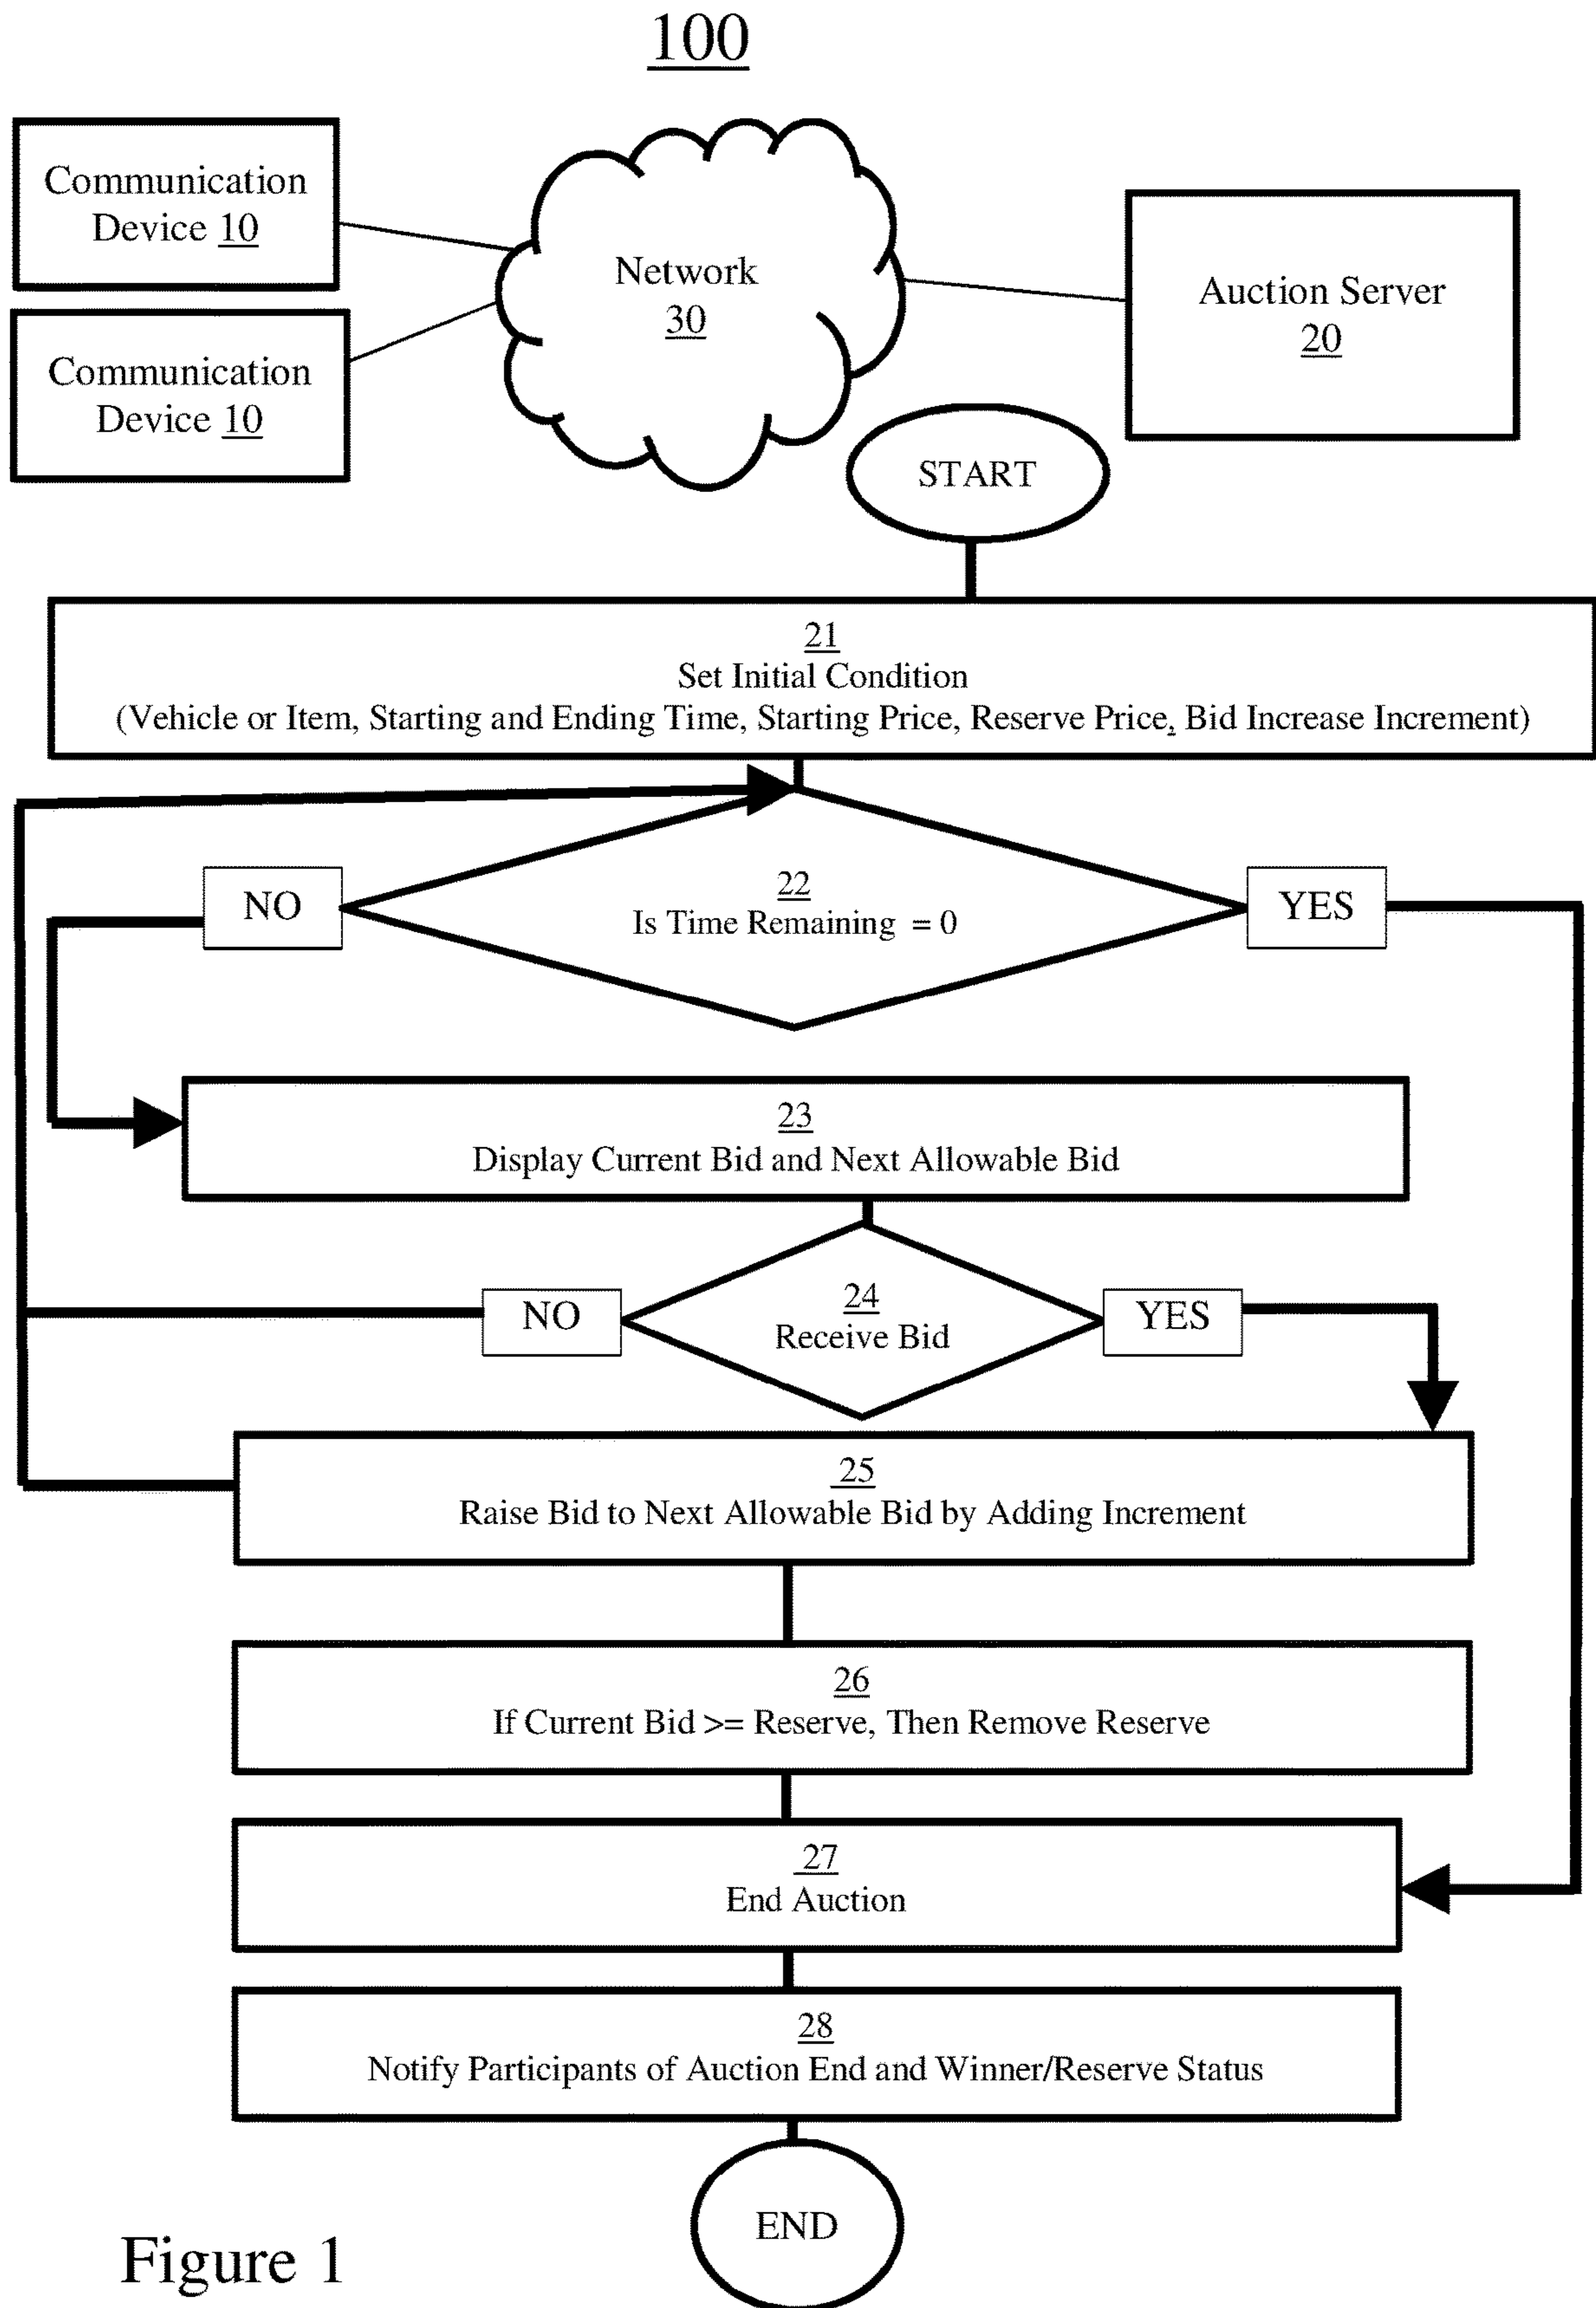 100
Communication
Device 10
Communication
Device 10
Network
30
Auction Server
20
START
21
Set Initial Condition
(Vehicle or Item, Starting and Ending Time, Starting Price, Reserve Price, Bid Increase Increment)
NO
22
Is Time Remaining = 0
YES
23
Display Current Bid and Next Allowable Bid
NO
24
Receive Bid
YES
25
Raise Bid to Next Allowable Bid by Adding Increment
26
If Current Bid >= Reserve, Then Remove Reserve
27
End Auction
28
Notify Participants of Auction End and Winner/Reserve Status
END
Figure 1